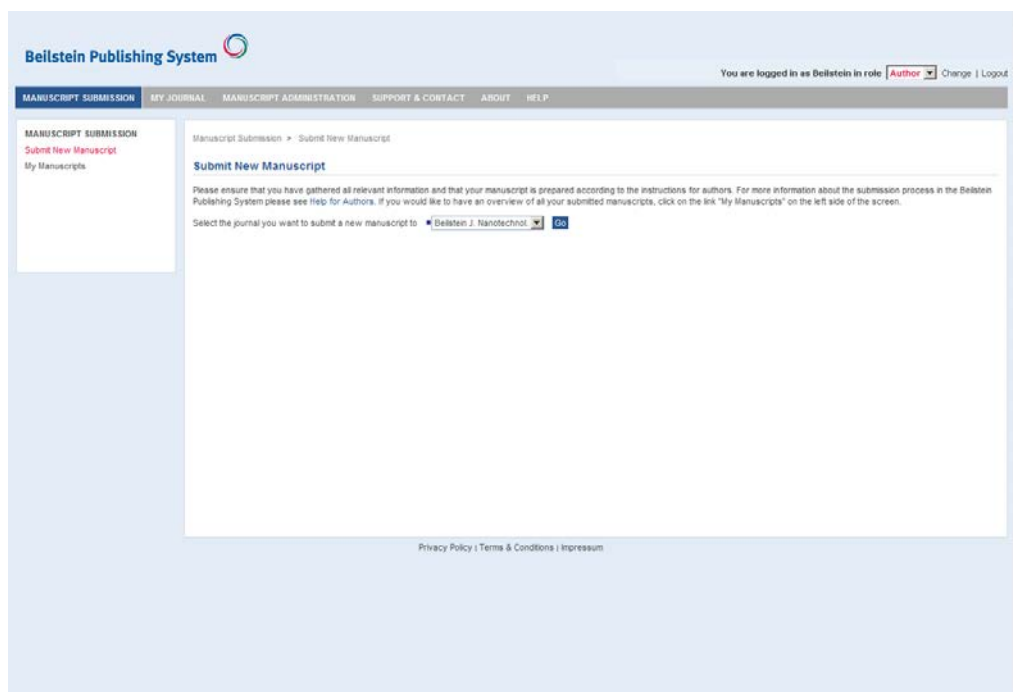 Beilstein Publishing System
You are logged in as Beilstein in role Author Change | Logout
MANUSCRIPT SUBMISSION MY JOURNAL MANUSCRIPT ADMINISTRATION SUPPORT & CONTACT ABOUT HELP
MANUSCRIPT SUBMISSION
Submit New Manuscript
My Manuscripts
Manuscript Submission > Submit New Manuscript
Submit New Manuscript
Please ensure that you have gathered all relevant information and that your manuscript is prepared according to the instructions for authors. For more information about the submission process in the Beilstein
Publishing System please see Help for Authors. If you would like to have an overview of all your submitted manuscripts, click on the link "My Manuscripts" on the left side of the screen.
Select the journal you want to submit a new manuscript to Beilstein J. Nanotechnol. Go
Privacy Policy | Terms & Conditions | Impressum